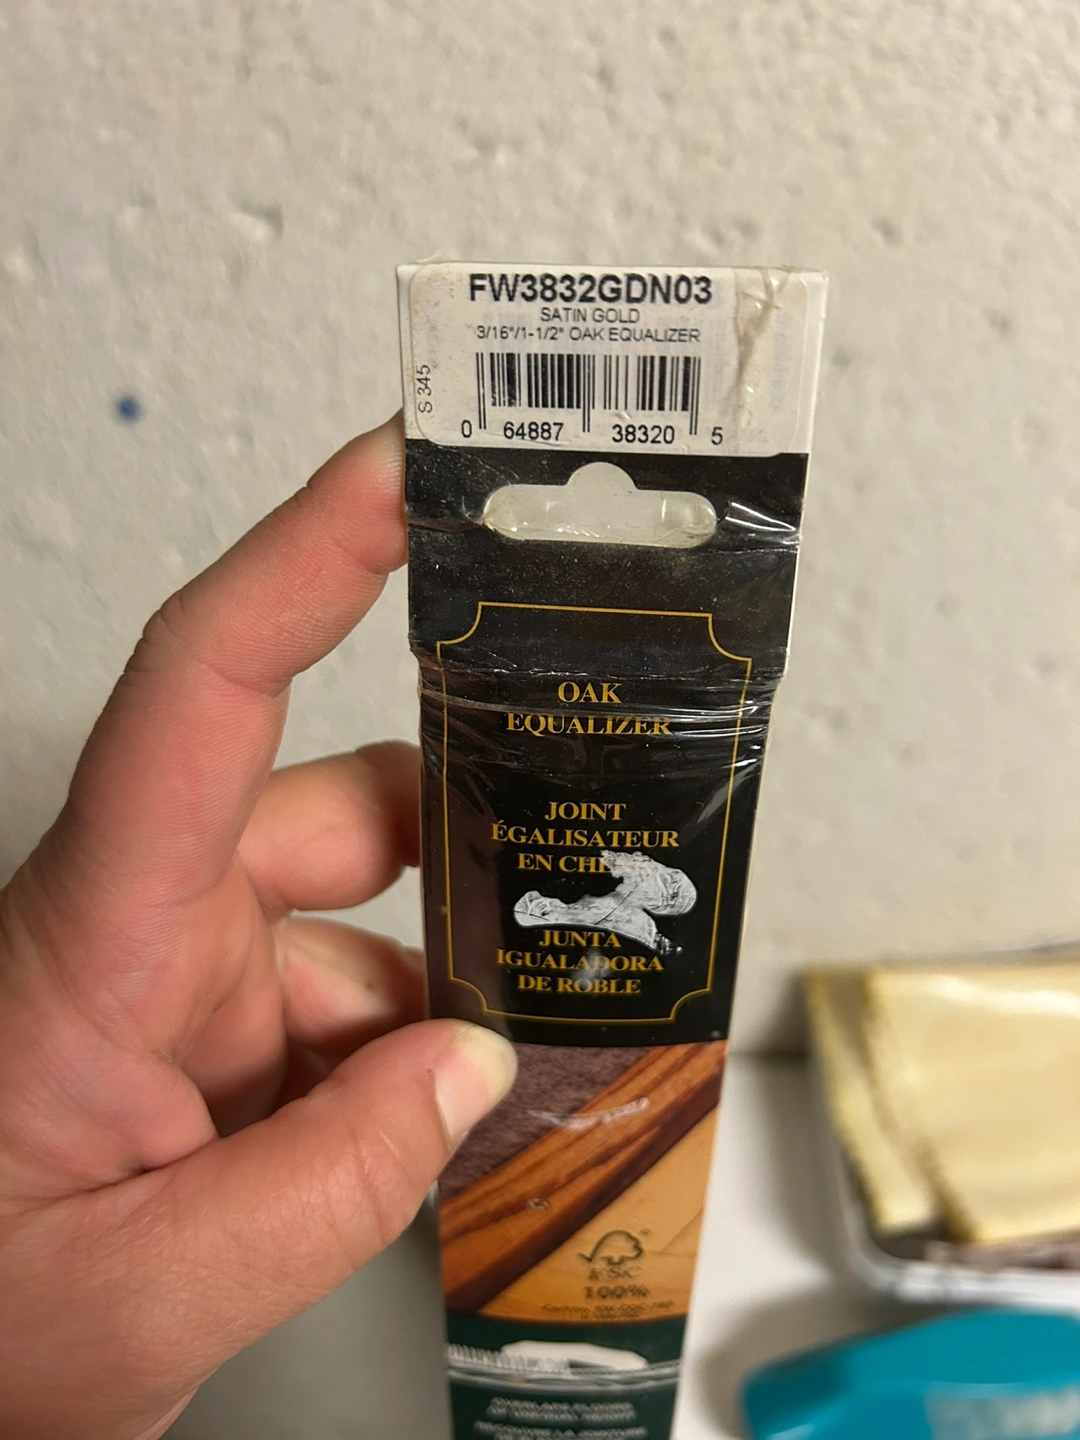 FW3832GDN03
SATIN GOLD
3/16"/1-1/2" OAK EQUALIZER
S 345
0 64887 38320 5
OAK
EQUALIZER
JOINT
ÉGALISATEUR
EN
JUNTA
IGUALADORA
DE ROBLE
FSC
100%